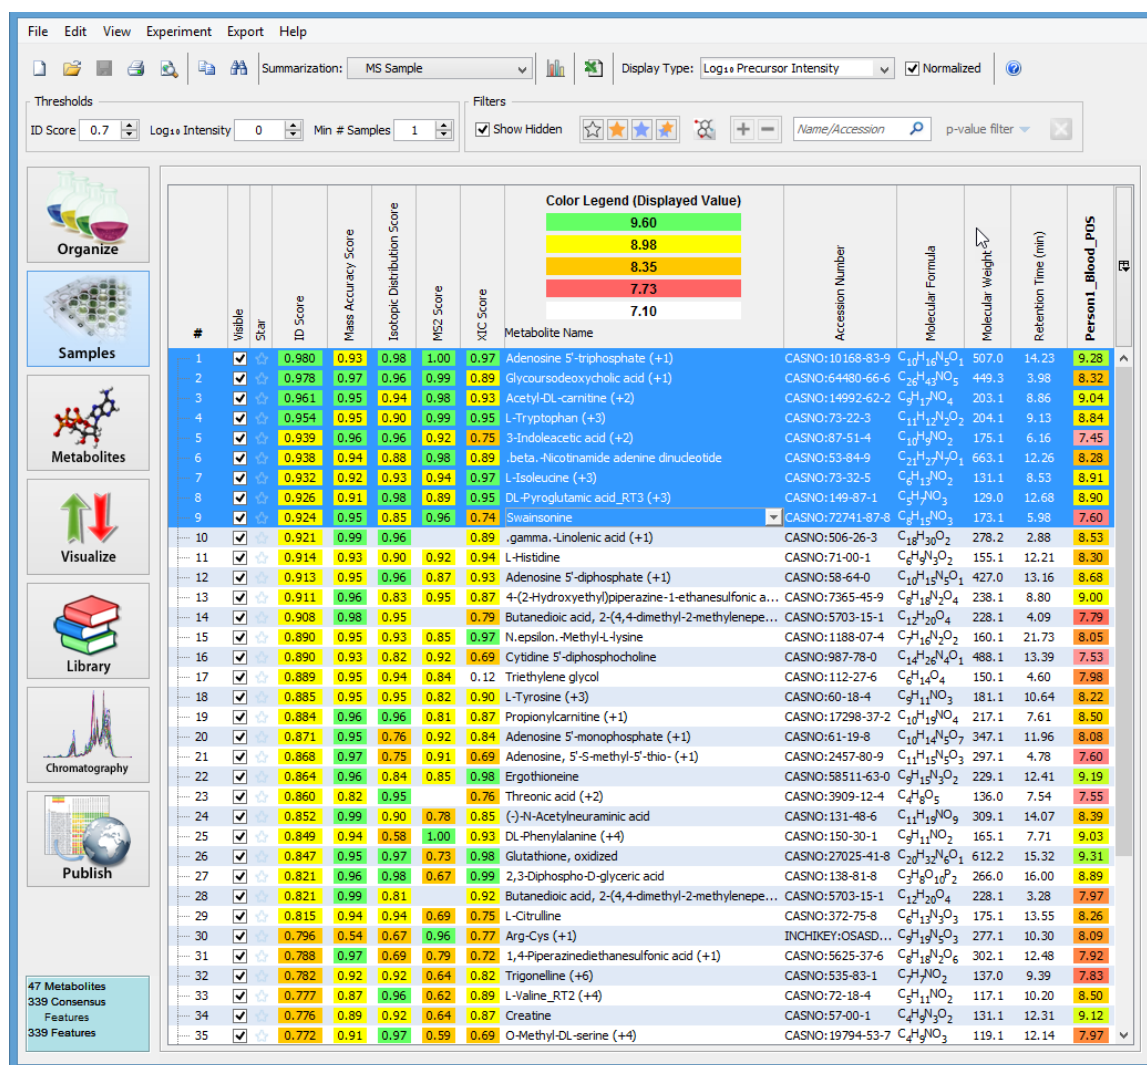 File Edit View Experiment Export Help
Summarization: MS Sample Display Type: Log₁₀ Precursor Intensity Normalized
Thresholds Filters
ID Score 0.7 Log₁₀ Intensity 0 Min # Samples 1 Show Hidden Name/Accession p-value filter
Organize
Samples
Metabolites
Visualize
Library
Chromatography
Publish
47 Metabolites
339 Consensus
Features
339 Features
Color Legend (Displayed Value)
9.60
8.98
8.35
7.73
7.10
# Visible Star ID Score Mass Accuracy Score Isotopic Distribution Score MS2 Score XIC Score Metabolite Name Accession Number Molecular Formula Molecular Weight Retention Time (min) Person1_Blood_POS
1 0.980 0.93 0.98 1.00 0.97 Adenosine 5'-triphosphate (+1) CASNO:10168-83-9 C₁₀H₁₆N₅O₁ 507.0 14.23 9.28
2 0.978 0.97 0.96 0.99 0.89 Glycoursodeoxycholic acid (+1) CASNO:64480-66-6 C₂₆H₄₃NO₅ 449.3 3.98 8.32
3 0.961 0.95 0.94 0.98 0.93 Acetyl-DL-carnitine (+2) CASNO:14992-62-2 C₉H₁₇NO₄ 203.1 8.86 9.04
4 0.954 0.95 0.90 0.99 0.95 L-Tryptophan (+3) CASNO:73-22-3 C₁₁H₁₂N₂O₂ 204.1 9.13 8.84
5 0.939 0.96 0.96 0.92 0.75 3-Indoleacetic acid (+2) CASNO:87-51-4 C₁₀H₉NO₂ 175.1 6.16 7.45
6 0.938 0.94 0.88 0.98 0.89 .beta.-Nicotinamide adenine dinucleotide CASNO:53-84-9 C₂₁H₂₇N₇O₁ 663.1 12.26 8.28
7 0.932 0.92 0.93 0.94 0.97 L-Isoleucine (+3) CASNO:73-32-5 C₆H₁₃NO₂ 131.1 8.53 8.91
8 0.926 0.91 0.98 0.89 0.95 DL-Pyroglutamic acid_RT3 (+3) CASNO:149-87-1 C₅H₇NO₃ 129.0 12.68 8.90
9 0.924 0.95 0.85 0.96 0.74 Swainsonine CASNO:72741-87-8 C₈H₁₅NO₃ 173.1 5.98 7.60
10 0.921 0.99 0.96 0.89 .gamma.-Linolenic acid (+1) CASNO:506-26-3 C₁₈H₃₀O₂ 278.2 2.88 8.53
11 0.914 0.93 0.90 0.92 0.94 L-Histidine CASNO:71-00-1 C₆H₉N₃O₂ 155.1 12.21 8.30
12 0.913 0.95 0.96 0.87 0.93 Adenosine 5'-diphosphate (+1) CASNO:58-64-0 C₁₀H₁₅N₅O₁ 427.0 13.16 8.68
13 0.911 0.96 0.83 0.95 0.87 4-(2-Hydroxyethyl)piperazine-1-ethanesulfonic a... CASNO:7365-45-9 C₈H₁₈N₂O₄ 238.1 8.80 9.00
14 0.908 0.98 0.95 0.79 Butanedioic acid, 2-(4,4-dimethyl-2-methylenepe... CASNO:5703-15-1 C₁₂H₂₀O₄ 228.1 4.09 7.79
15 0.890 0.95 0.93 0.85 0.97 N.epsilon.-Methyl-L-lysine CASNO:1188-07-4 C₇H₁₆N₂O₂ 160.1 21.73 8.05
16 0.890 0.93 0.82 0.92 0.69 Cytidine 5'-diphosphocholine CASNO:987-78-0 C₁₄H₂₆N₄O₁ 488.1 13.39 7.53
17 0.889 0.95 0.94 0.84 0.12 Triethylene glycol CASNO:112-27-6 C₆H₁₄O₄ 150.1 4.60 7.98
18 0.885 0.95 0.95 0.82 0.90 L-Tyrosine (+3) CASNO:60-18-4 C₉H₁₁NO₃ 181.1 10.64 8.22
19 0.884 0.96 0.96 0.81 0.87 Propionylcarnitine (+1) CASNO:17298-37-2 C₁₀H₁₉NO₄ 217.1 7.61 8.50
20 0.871 0.95 0.76 0.92 0.84 Adenosine 5'-monophosphate (+1) CASNO:61-19-8 C₁₀H₁₄N₅O₇ 347.1 11.96 8.08
21 0.868 0.97 0.75 0.91 0.69 Adenosine, 5'-S-methyl-5'-thio- (+1) CASNO:2457-80-9 C₁₁H₁₅N₅O₃ 297.1 4.78 7.60
22 0.864 0.96 0.84 0.85 0.98 Ergothioneine CASNO:58511-63-0 C₉H₁₅N₃O₂ 229.1 12.41 9.19
23 0.860 0.82 0.95 0.76 Threonic acid (+2) CASNO:3909-12-4 C₄H₈O₅ 136.0 7.54 7.55
24 0.852 0.99 0.90 0.78 0.85 (-)-N-Acetylneuraminic acid CASNO:131-48-6 C₁₁H₁₉NO₉ 309.1 14.07 8.39
25 0.849 0.94 0.58 1.00 0.93 DL-Phenylalanine (+4) CASNO:150-30-1 C₉H₁₁NO₂ 165.1 7.71 9.03
26 0.847 0.95 0.97 0.73 0.98 Glutathione, oxidized CASNO:27025-41-8 C₂₀H₃₂N₆O₁ 612.2 15.32 9.31
27 0.821 0.96 0.98 0.67 0.99 2,3-Diphospho-D-glyceric acid CASNO:138-81-8 C₃H₈O₁₀P₂ 266.0 16.00 8.89
28 0.821 0.99 0.81 0.92 Butanedioic acid, 2-(4,4-dimethyl-2-methylenepe... CASNO:5703-15-1 C₁₂H₂₀O₄ 228.1 3.28 7.97
29 0.815 0.94 0.94 0.69 0.75 L-Citrulline CASNO:372-75-8 C₆H₁₃N₃O₃ 175.1 13.55 8.26
30 0.796 0.54 0.67 0.96 0.77 Arg-Cys (+1) INCHIKEY:OSASD... C₉H₁₉N₅O₃ 277.1 10.30 8.09
31 0.788 0.97 0.69 0.79 0.72 1,4-Piperazinediethanesulfonic acid (+1) CASNO:5625-37-6 C₈H₁₈N₂O₆ 302.1 12.48 7.92
32 0.782 0.92 0.92 0.64 0.82 Trigonelline (+6) CASNO:535-83-1 C₇H₇NO₂ 137.0 9.39 7.83
33 0.777 0.87 0.96 0.62 0.89 L-Valine_RT2 (+4) CASNO:72-18-4 C₅H₁₁NO₂ 117.1 10.20 8.50
34 0.776 0.89 0.92 0.64 0.87 Creatine CASNO:57-00-1 C₄H₉N₃O₂ 131.1 12.31 9.12
35 0.772 0.91 0.97 0.59 0.69 O-Methyl-DL-serine (+4) CASNO:19794-53-7 C₄H₉NO₃ 119.1 12.14 7.97